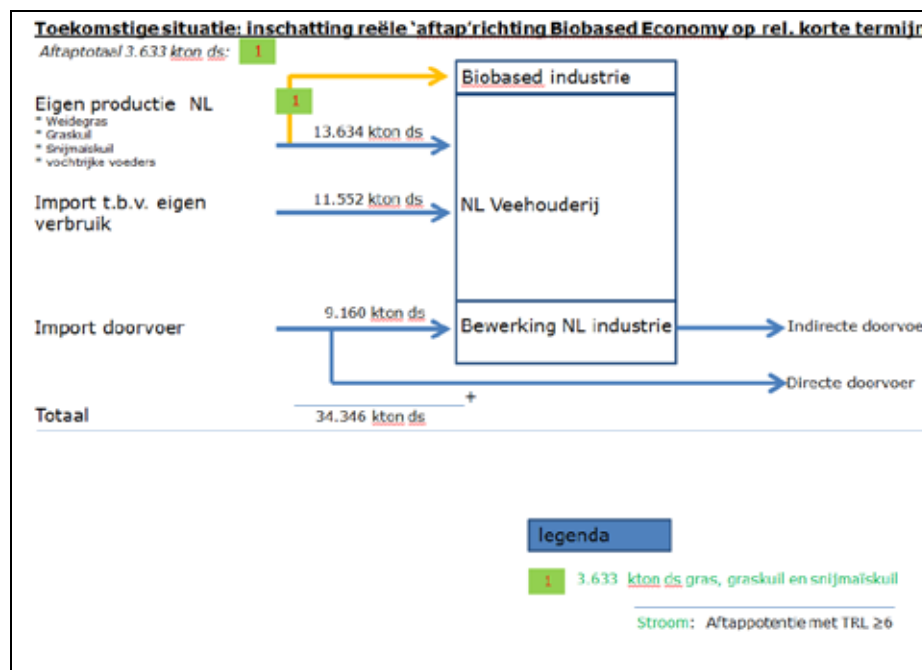 Toekomstige situatie: inschatting reële ‘aftap’richting Biobased Economy op rel. korte termijn
Aftaptotaal 3.633 kton ds: 1
Biobased industrie
1
Eigen productie NL
* Weidegras
* Graskuil
* Snijmaiskuil
* vochtrijke voeders
13.634 kton ds
Import t.b.v. eigen
verbruik
11.552 kton ds
NL Veehouderij
Import doorvoer
9.160 kton ds
Bewerking NL industrie
Indirecte doorvoe
Directe doorvoer
+
Totaal
34.346 kton ds
legenda
1 3.633 kton ds gras, graskuil en snijmaïskuil
Stroom: Aftappotentie met TRL ≥6